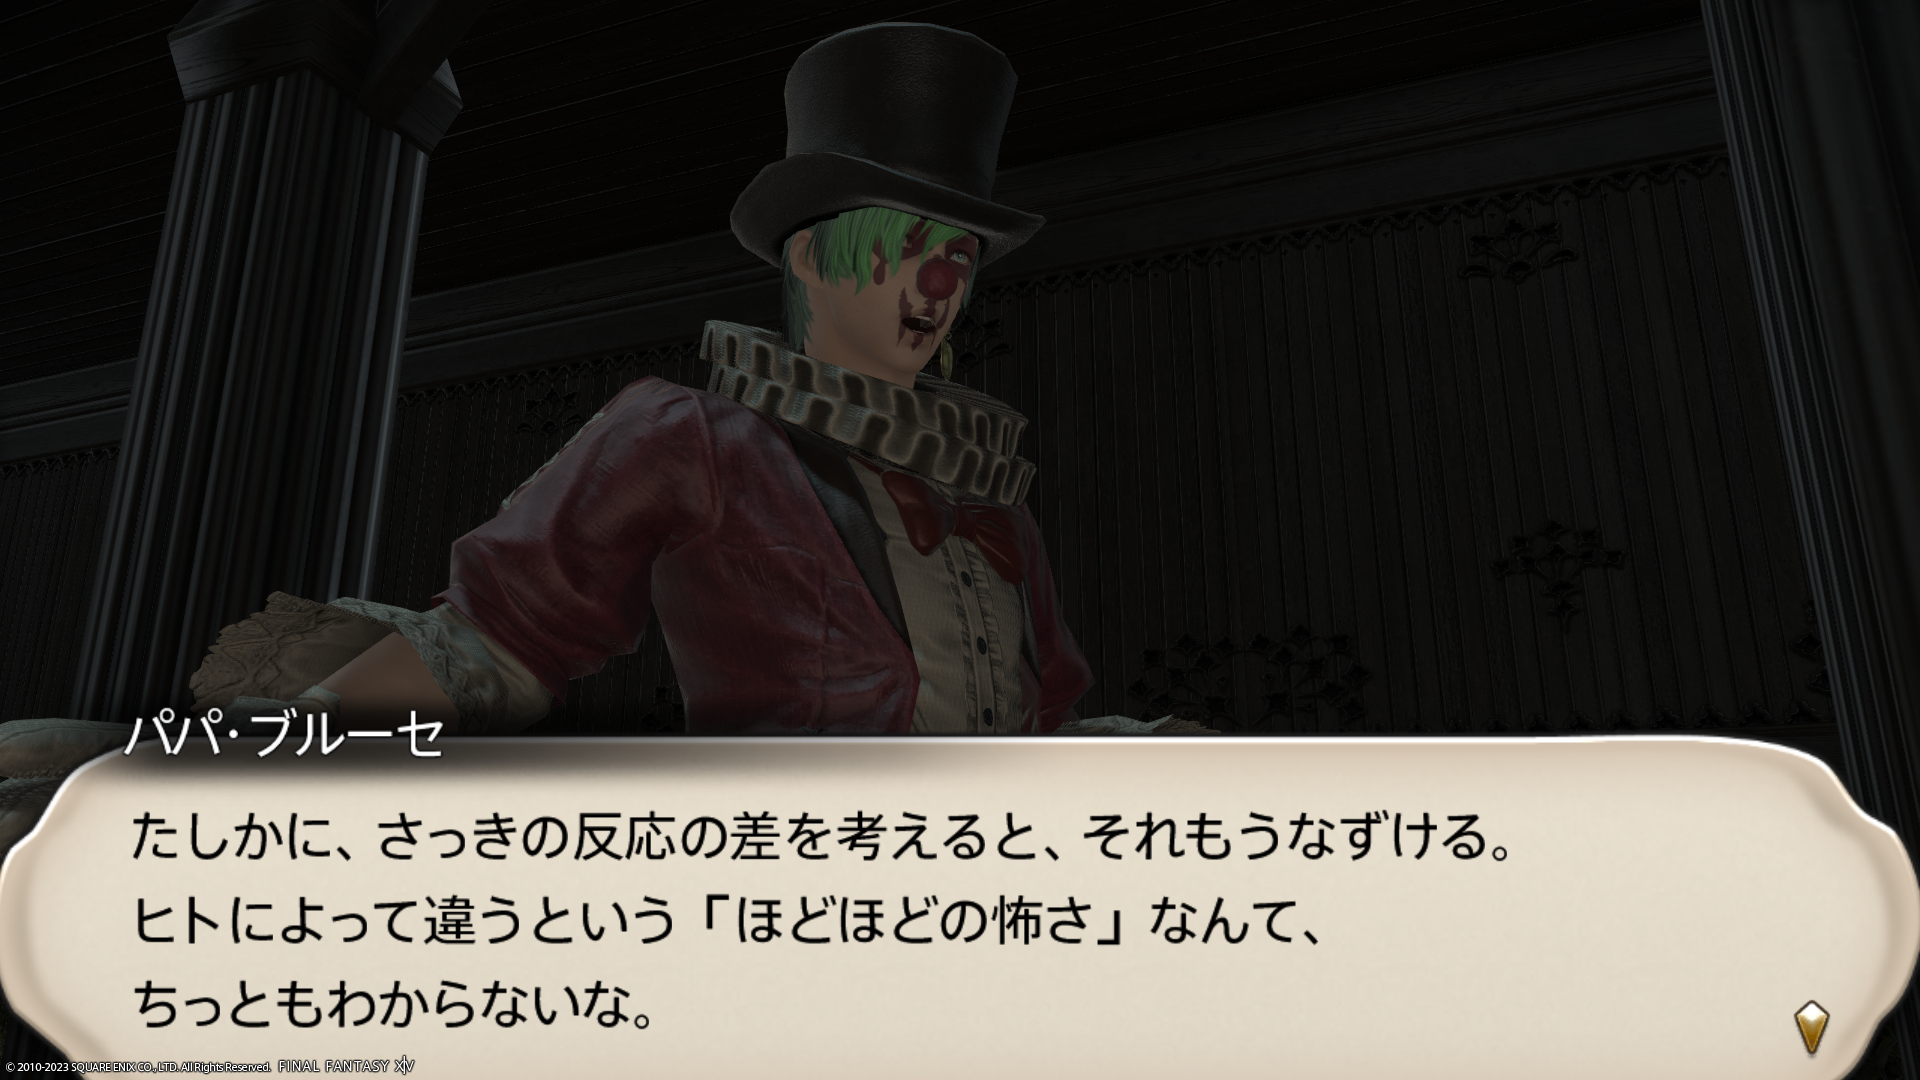 パパ・ブルーセ
たしかに、さっきの反応の差を考えると、それもうなずける。
ヒトによって違うという「ほどほどの怖さ」なんて、
ちっともわからないな。
© 2010-2023 SQUARE ENIX CO., LTD. All Rights Reserved. FINAL FANTASY XIV